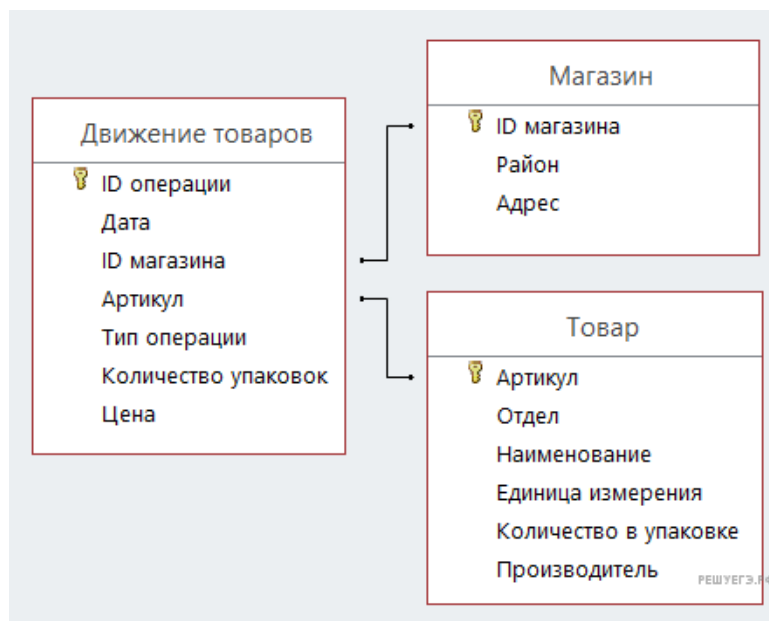 Движение товаров
ID операции
Дата
ID магазина
Артикул
Тип операции
Количество упаковок
Цена
Магазин
ID магазина
Район
Адрес
Товар
Артикул
Отдел
Наименование
Единица измерения
Количество в упаковке
Производитель